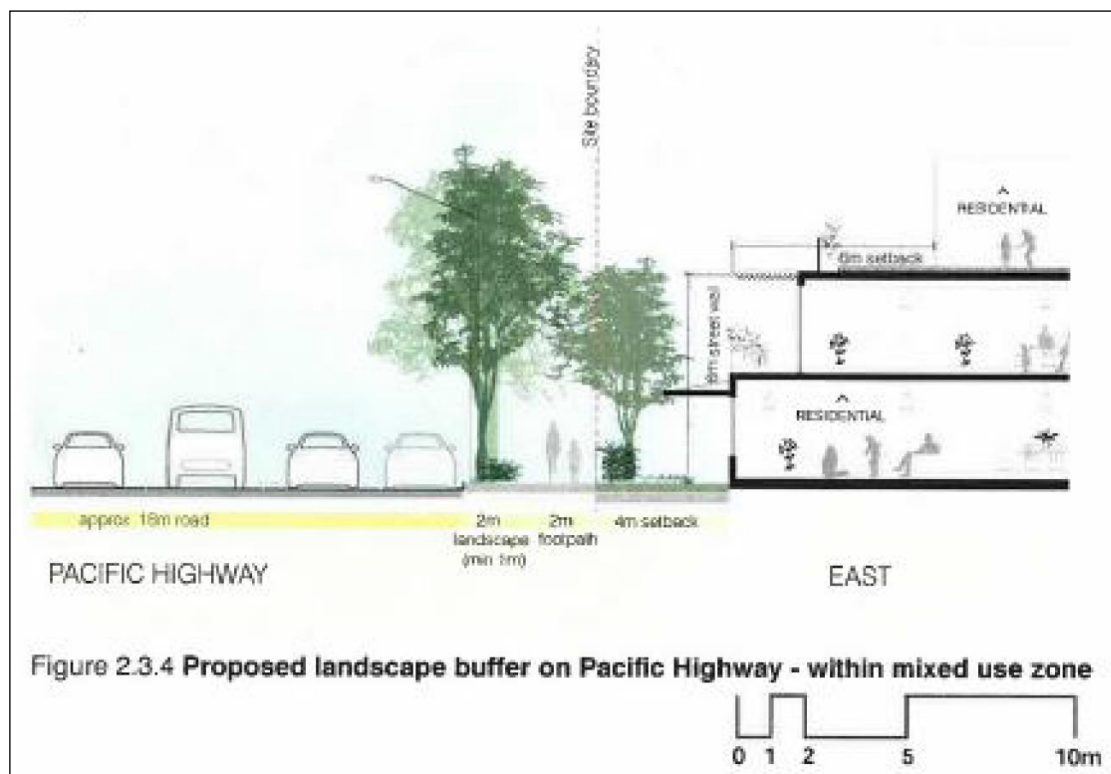 Site boundary
RESIDENTIAL
6m setback
street wall
RESIDENTIAL
approx. 18m road
2m
landscape
(min 1m)
2m
footpath
4m setback
PACIFIC HIGHWAY
EAST
Figure 2.3.4 Proposed landscape buffer on Pacific Highway - within mixed use zone
0 1 2 5 10m